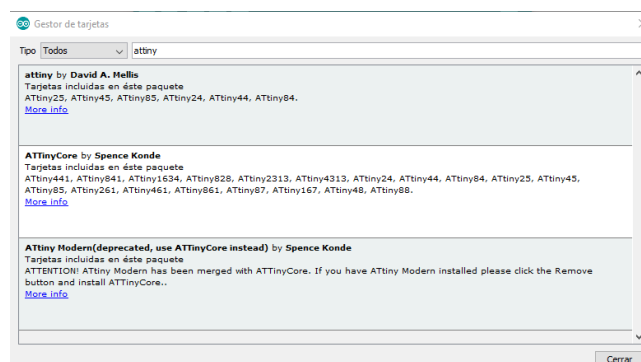 Gestor de tarjetas
Tipo Todos attiny
attiny by David A. Mellis
Tarjetas incluidas en éste paquete
ATtiny25, ATtiny45, ATtiny85, ATtiny24, ATtiny44, ATtiny84.
More info
ATTinyCore by Spence Konde
Tarjetas incluidas en éste paquete
ATtiny441, ATtiny841, ATtiny1634, ATtiny828, ATtiny2313, ATtiny4313, ATtiny24, ATtiny44, ATtiny84, ATtiny25, ATtiny45,
ATtiny85, ATtiny261, ATtiny461, ATtiny861, ATtiny87, ATtiny167, ATtiny48, ATtiny88.
More info
ATtiny Modern(deprecated, use ATTinyCore instead) by Spence Konde
Tarjetas incluidas en éste paquete
ATTENTION! ATtiny Modern has been merged with ATTinyCore. If you have ATtiny Modern installed please click the Remove
button and install ATTinyCore..
More info
Cerrar